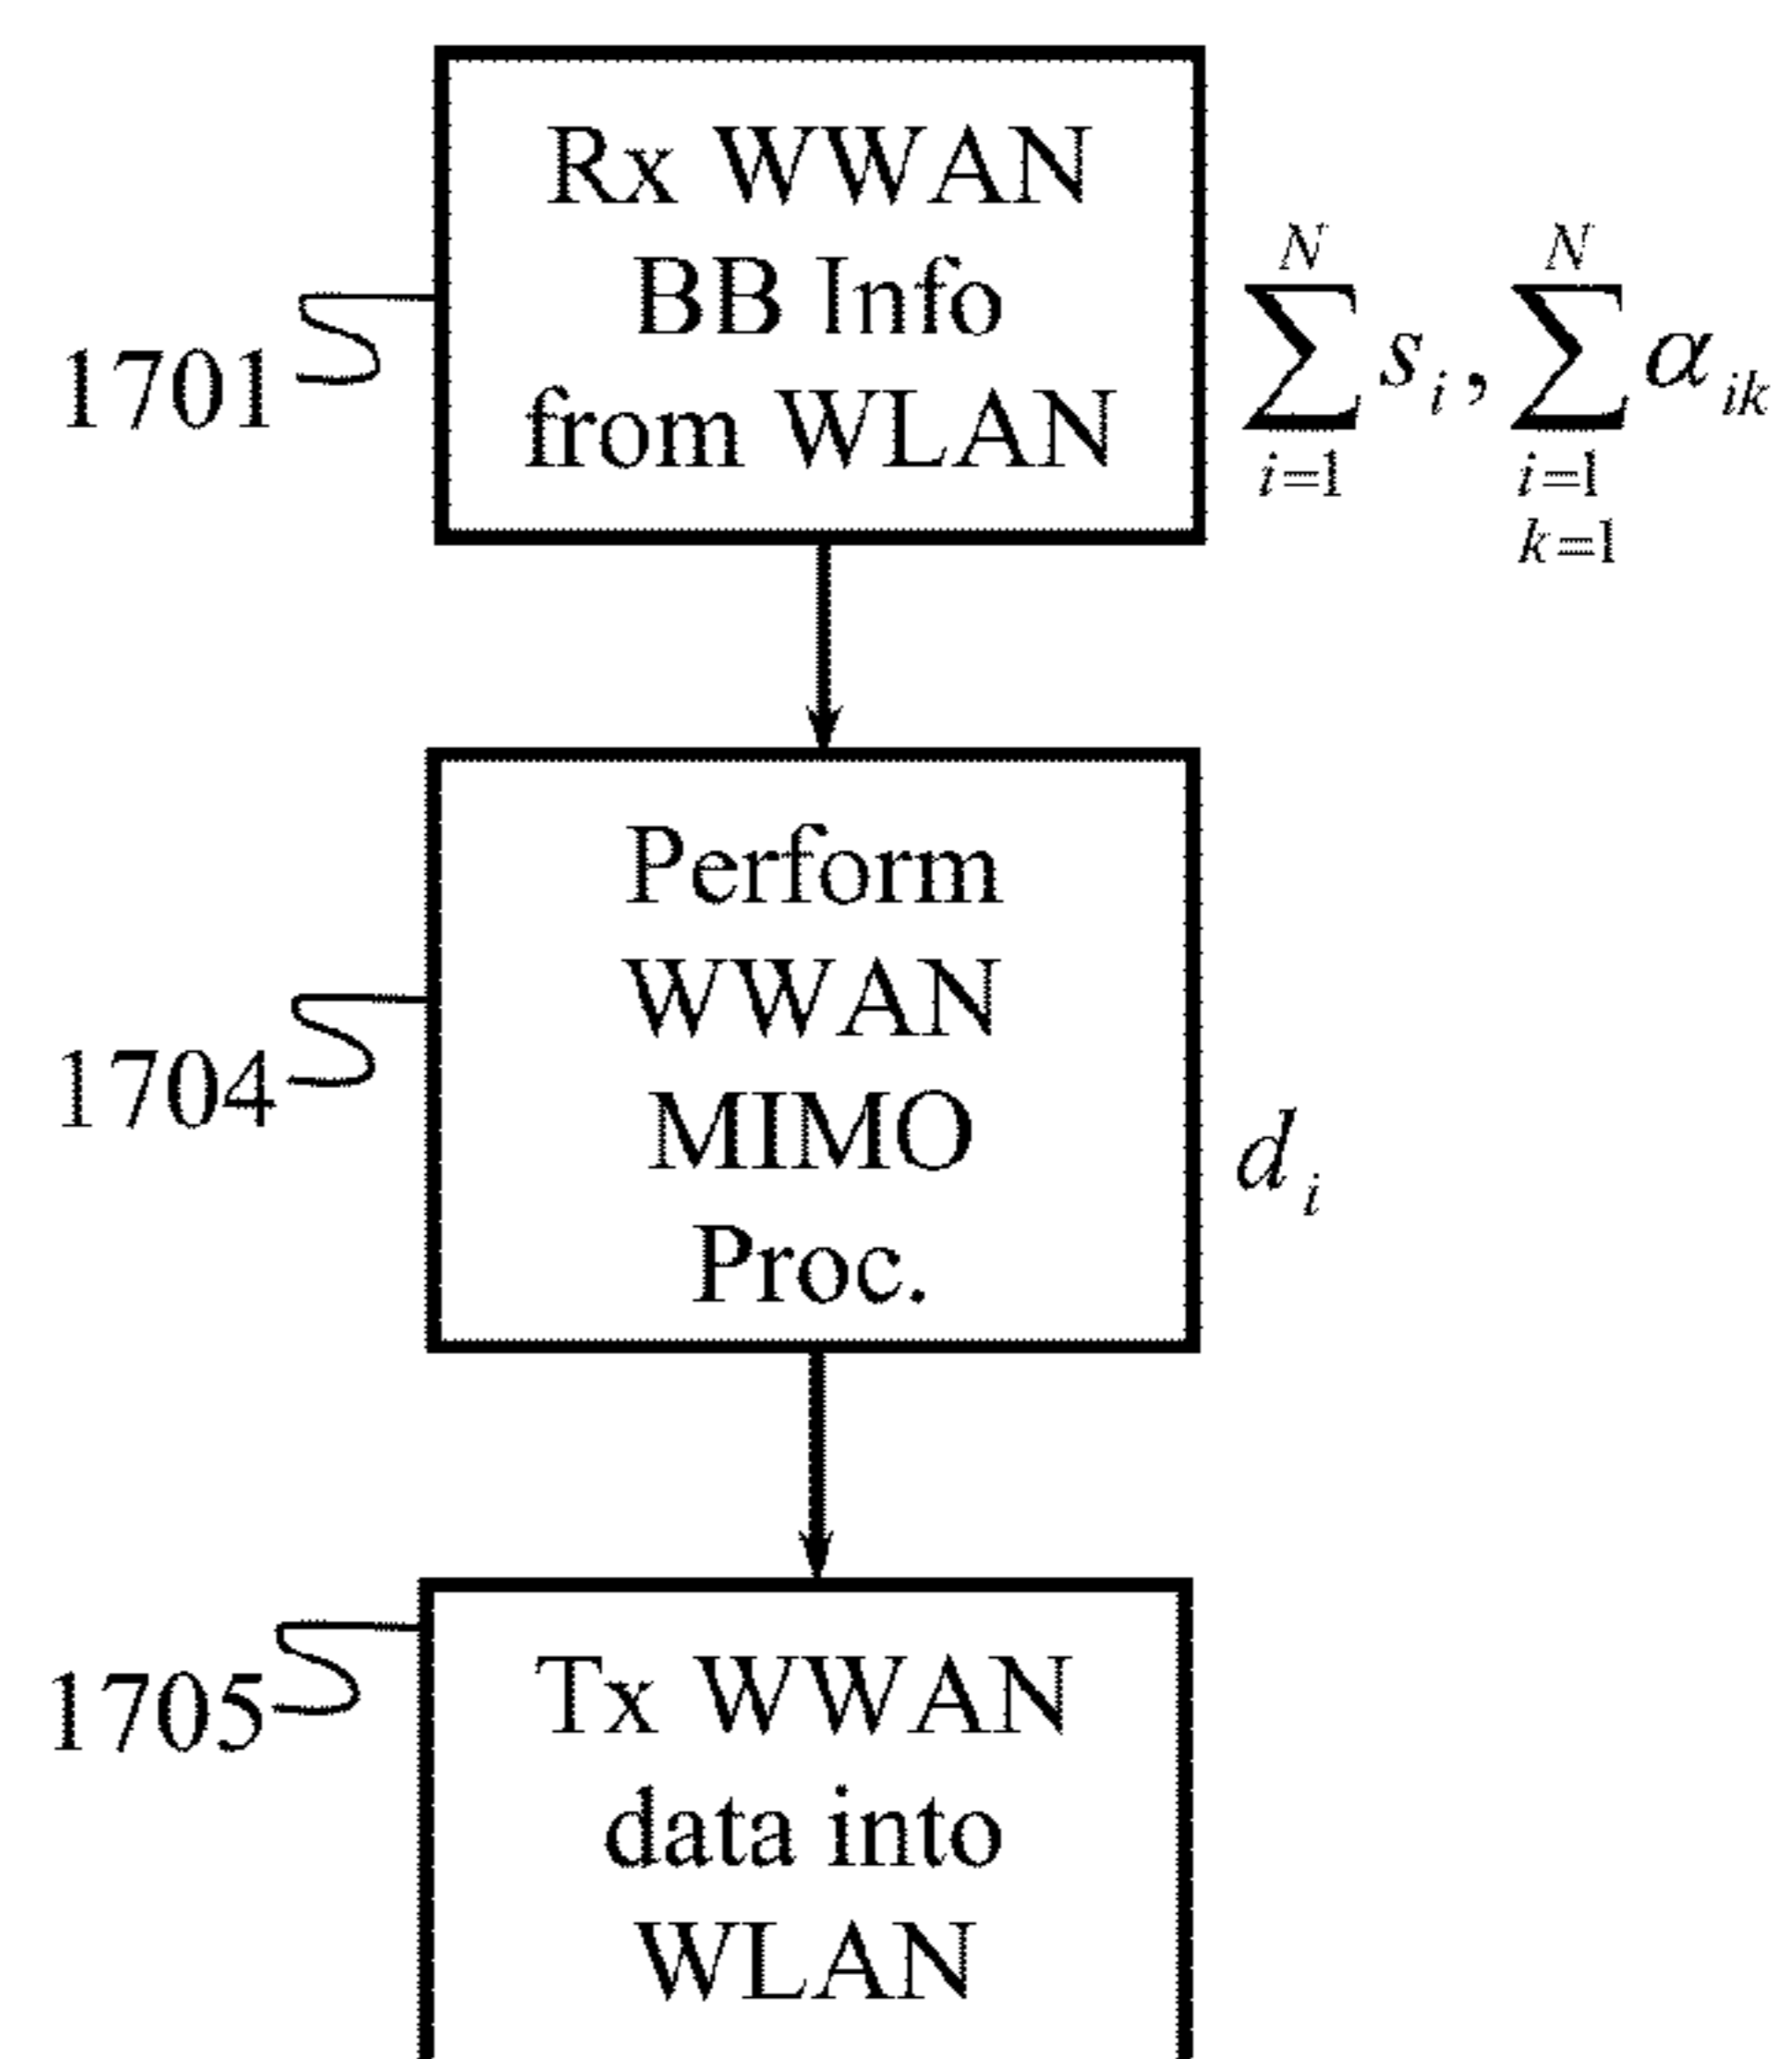 Rx WWAN
BB Info
from WLAN
1701
N N
∑ s_i, ∑ α_ik
i=1 i=1
k=1
Perform
WWAN
MIMO
Proc.
1704
d_i
Tx WWAN
data into
WLAN
1705